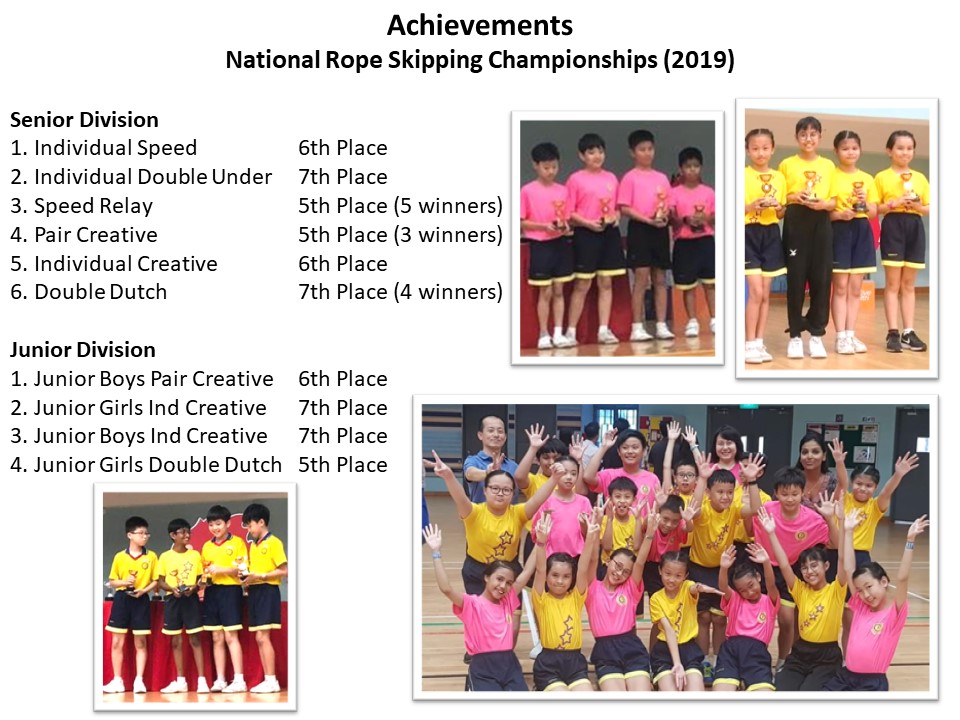 Achievements
National Rope Skipping Championships (2019)
Senior Division
1. Individual Speed 6th Place
2. Individual Double Under 7th Place
3. Speed Relay 5th Place (5 winners)
4. Pair Creative 5th Place (3 winners)
5. Individual Creative 6th Place
6. Double Dutch 7th Place (4 winners)
Junior Division
1. Junior Boys Pair Creative 6th Place
2. Junior Girls Ind Creative 7th Place
3. Junior Boys Ind Creative 7th Place
4. Junior Girls Double Dutch 5th Place